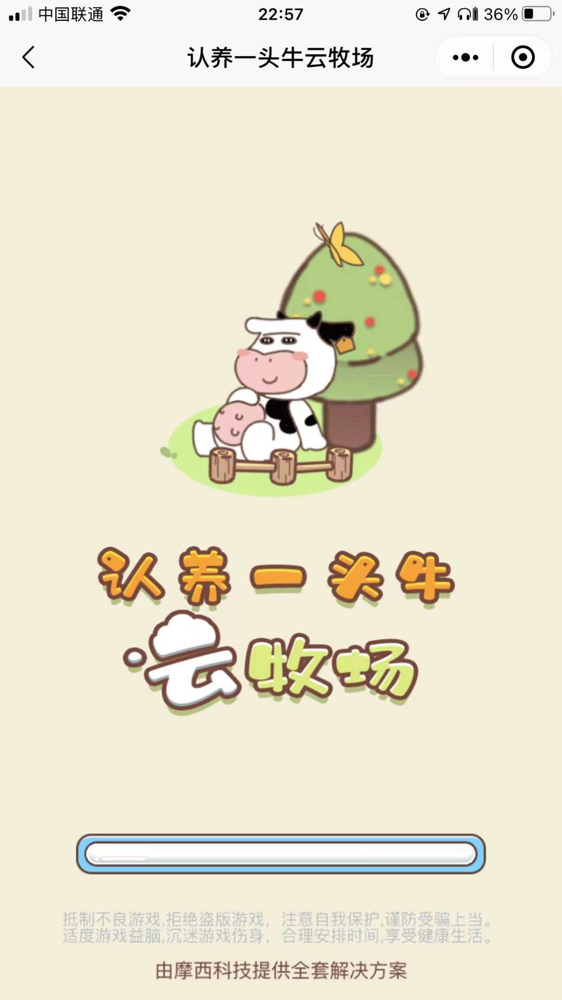 中国联通 22:57 36%
认养一头牛云牧场
认养一头牛
云牧场
抵制不良游戏,拒绝盗版游戏，注意自我保护,谨防受骗上当。
适度游戏益脑,沉迷游戏伤身，合理安排时间,享受健康生活。
由摩西科技提供全套解决方案